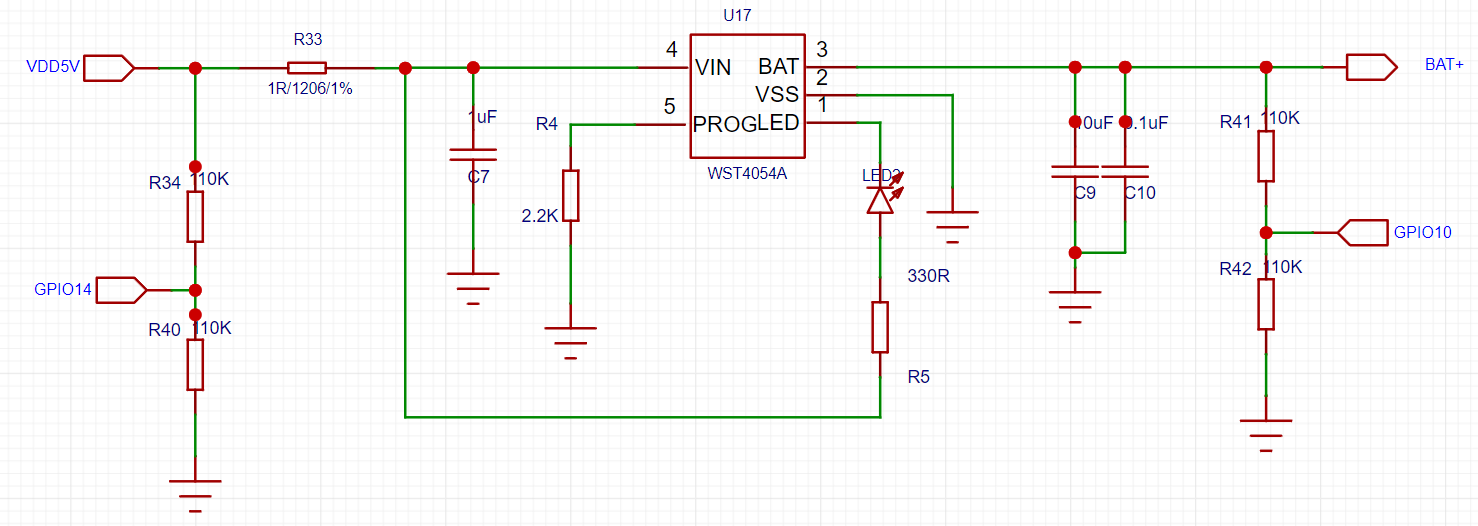 U17
R33
VDD5V
1R/1206/1%
4
VIN
BAT
3
VSS
2
5
PROG
LED
1
WST4054A
BAT+
1uF
C7
R4
2.2K
R34
110K
GPIO14
R40
110K
LED2
330R
R5
10uF
0.1uF
C9
C10
R41
110K
GPIO10
R42
110K